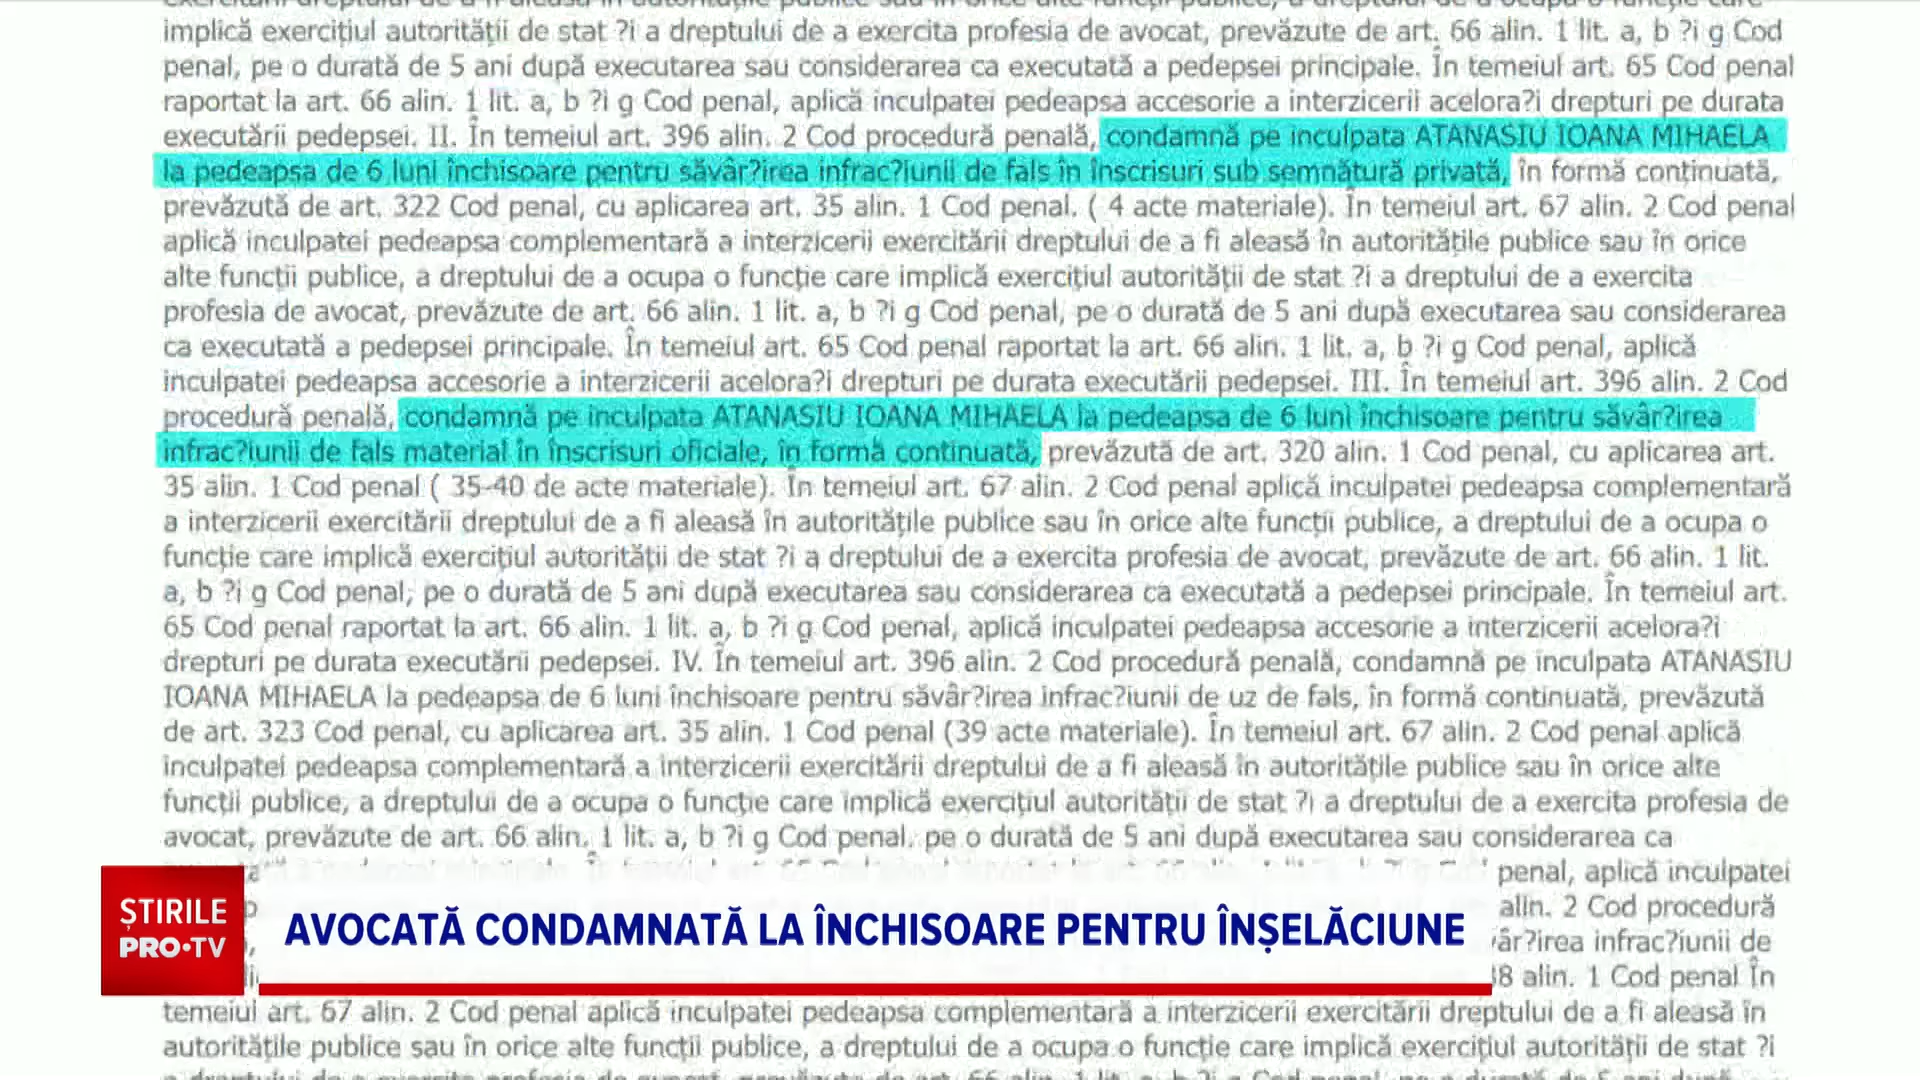 implică exercițiul autorității de stat ?i a dreptului de a exercita profesia de avocat, prevăzute de art. 66 alin. 1 lit. a, b ?i g Cod
penal, pe o durată de 5 ani după executarea sau considerarea ca executată a pedepsei principale. În temeiul art. 65 Cod penal
raportat la art. 66 alin. 1 lit. a, b ?i g Cod penal, aplică inculpatei pedeapsa accesorie a interzicerii acelora?i drepturi pe durata
executării pedepsei. II. În temeiul art. 396 alin. 2 Cod procedură penală, condamnă pe inculpata ATANASIU IOANA MIHAELA
la pedeapsa de 6 luni închisoare pentru săvâr?irea infrac?iunii de fals în înscrisuri sub semnătură privată, în formă continuată,
prevăzută de art. 322 Cod penal, cu aplicarea art. 35 alin. 1 Cod penal. ( 4 acte materiale). În temeiul art. 67 alin. 2 Cod penal
aplică inculpatei pedeapsa complementară a interzicerii exercitării dreptului de a fi aleasă în autoritățile publice sau în orice
alte funcții publice, a dreptului de a ocupa o funcție care implică exercițiul autorității de stat ?i a dreptului de a exercita
profesia de avocat, prevăzute de art. 66 alin. 1 lit. a, b ?i g Cod penal, pe o durată de 5 ani după executarea sau considerarea
ca executată a pedepsei principale. În temeiul art. 65 Cod penal raportat la art. 66 alin. 1 lit. a, b ?i g Cod penal, aplică
inculpatei pedeapsa accesorie a interzicerii acelora?i drepturi pe durata executării pedepsei. III. În temeiul art. 396 alin. 2 Cod
procedură penală, condamnă pe inculpata ATANASIU IOANA MIHAELA la pedeapsa de 6 luni închisoare pentru săvâr?irea
infrac?iunii de fals material în înscrisuri oficiale, în formă continuată, prevăzută de art. 320 alin. 1 Cod penal, cu aplicarea art.
35 alin. 1 Cod penal ( 35-40 de acte materiale). În temeiul art. 67 alin. 2 Cod penal aplică inculpatei pedeapsa complementară
a interzicerii exercitării dreptului de a fi aleasă în autoritățile publice sau în orice alte funcții publice, a dreptului de a ocupa o
funcție care implică exercițiul autorității de stat ?i a dreptului de a exercita profesia de avocat, prevăzute de art. 66 alin. 1 lit.
a, b ?i g Cod penal, pe o durată de 5 ani după executarea sau considerarea ca executată a pedepsei principale. În temeiul art.
65 Cod penal raportat la art. 66 alin. 1 lit. a, b ?i g Cod penal, aplică inculpatei pedeapsa accesorie a interzicerii acelora?i
drepturi pe durata executării pedepsei. IV. În temeiul art. 396 alin. 2 Cod procedură penală, condamnă pe inculpata ATANASIU
IOANA MIHAELA la pedeapsa de 6 luni închisoare pentru săvâr?irea infrac?iunii de uz de fals, în formă continuată, prevăzută
de art. 323 Cod penal, cu aplicarea art. 35 alin. 1 Cod penal (39 acte materiale). În temeiul art. 67 alin. 2 Cod penal aplică
inculpatei pedeapsa complementară a interzicerii exercitării dreptului de a fi aleasă în autoritățile publice sau în orice alte
funcții publice, a dreptului de a ocupa o funcție care implică exercițiul autorității de stat ?i a dreptului de a exercita profesia de
avocat, prevăzute de art. 66 alin. 1 lit. a, b ?i g Cod penal, pe o durată de 5 ani după executarea sau considerarea ca
penal, aplică inculpatei
alin. 2 Cod procedură
infrac?iunii de
alin. 1 Cod penal În
ȘTIRILE
PRO•TV
AVOCATĂ CONDAMNATĂ LA ÎNCHISOARE PENTRU ÎNȘELĂCIUNE
temeiul art. 67 alin. 2 Cod penal aplică inculpatei pedeapsa complementară a interzicerii exercitării dreptului de a fi aleasă în
autoritățile publice sau în orice alte funcții publice, a dreptului de a ocupa o funcție care implică exercițiul autorității de stat ?i